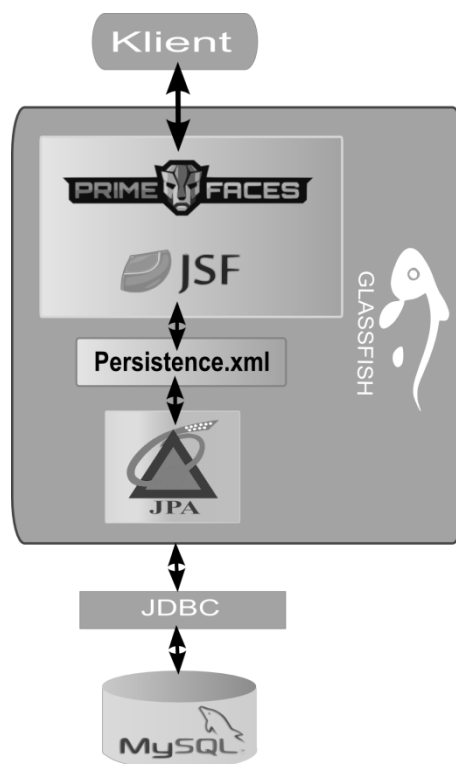 Klient
PRIME FACES
JSF
GLASSFISH
Persistence.xml
JPA
JDBC
MySQL